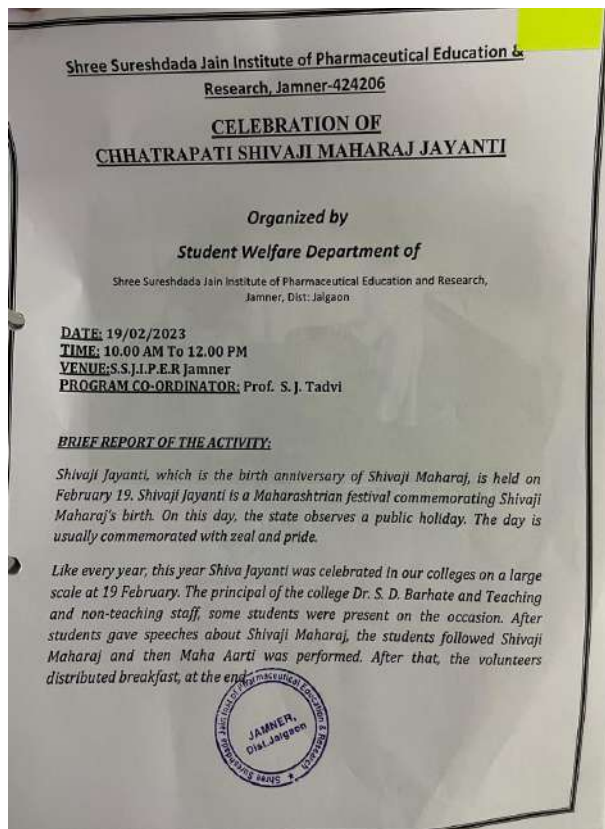 Shree Sureshdada Jain Institute of Pharmaceutical Education &
Research, Jamner-424206
CELEBRATION OF
CHHATRAPATI SHIVAJI MAHARAJ JAYANTI
Organized by
Student Welfare Department of
Shree Sureshdada Jain Institute of Pharmaceutical Education and Research,
Jamner, Dist: Jalgaon
DATE: 19/02/2023
TIME: 10.00 AM To 12.00 PM
VENUE:S.S.J.I.P.E.R Jamner
PROGRAM CO-ORDINATOR: Prof. S. J. Tadvi
BRIEF REPORT OF THE ACTIVITY:
Shivaji Jayanti, which is the birth anniversary of Shivaji Maharaj, is held on
February 19. Shivaji Jayanti is a Maharashtrian festival commemorating Shivaji
Maharaj's birth. On this day, the state observes a public holiday. The day is
usually commemorated with zeal and pride.
Like every year, this year Shiva Jayanti was celebrated in our colleges on a large
scale at 19 February. The principal of the college Dr. S. D. Barhate and Teaching
and non-teaching staff, some students were present on the occasion. After
students gave speeches about Shivaji Maharaj, the students followed Shivaji
Maharaj and then Maha Aarti was performed. After that, the volunteers
distributed breakfast, at the end.
Shree Sureshdada Jain Inst of Pharmaceutical Education & Research
JAMNER,
Dist.Jalgaon